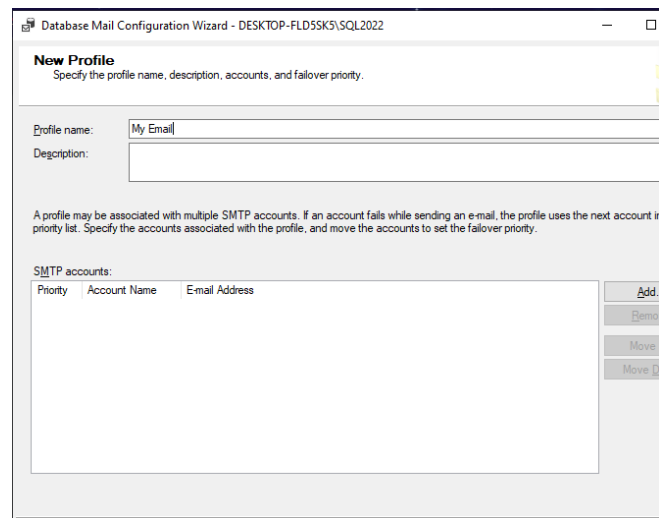 Database Mail Configuration Wizard - DESKTOP-FLD5SK5\SQL2022
New Profile
Specify the profile name, description, accounts, and failover priority.
Profile name:
My Email
Description:
A profile may be associated with multiple SMTP accounts. If an account fails while sending an e-mail, the profile uses the next account in
priority list. Specify the accounts associated with the profile, and move the accounts to set the failover priority.
SMTP accounts:
Priority Account Name E-mail Address
Add.
Remo
Move
Move D